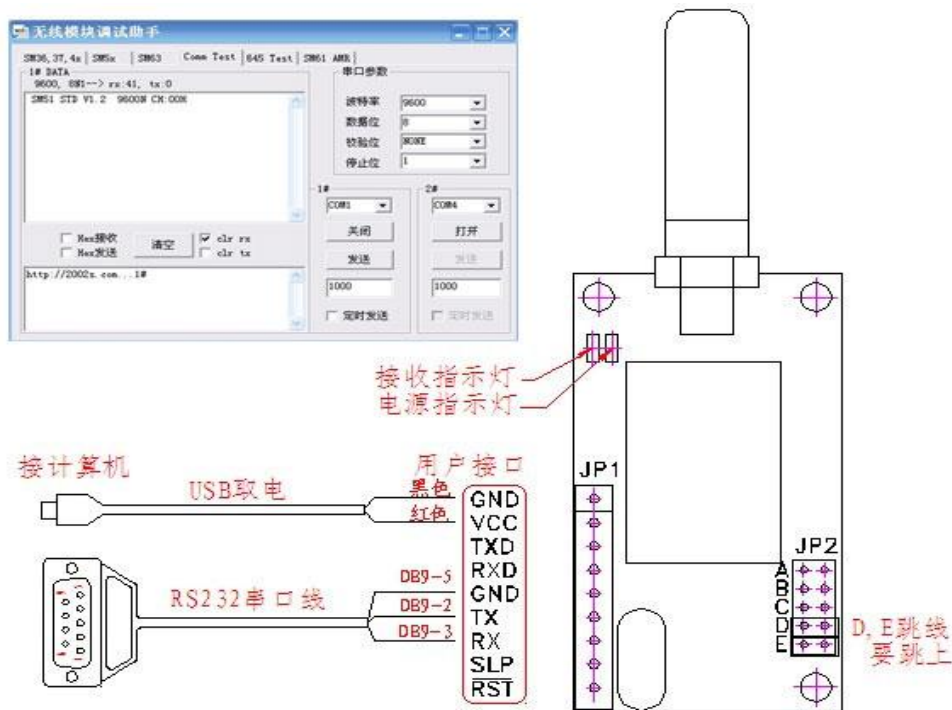 无线模块调试助手
SM36,37,4x SM5x SM63 Comm Test 645 Test SM61 AMR
1# DATA
9600, 8N1--> rx:41, tx:0
SM51 STD V1.2 9600N CH:00H
串口参数
波特率 9600
数据位 8
校验位 NONE
停止位 1
Hex接收
Hex发送
清空
clr rx
clr tx
http://2002x.com...1#
1#
COM1
关闭
发送
1000
定时发送
2#
COM4
打开
发送
1000
定时发送
接收指示灯
电源指示灯
接计算机
USB取电
用户接口
黑色
红色
GND
VCC
TXD
RXD
GND
TX
RX
SLP
RST
DB9-5
DB9-2
DB9-3
RS232串口线
JP1
JP2
A
B
C
D
E
D,E跳线
要跳上